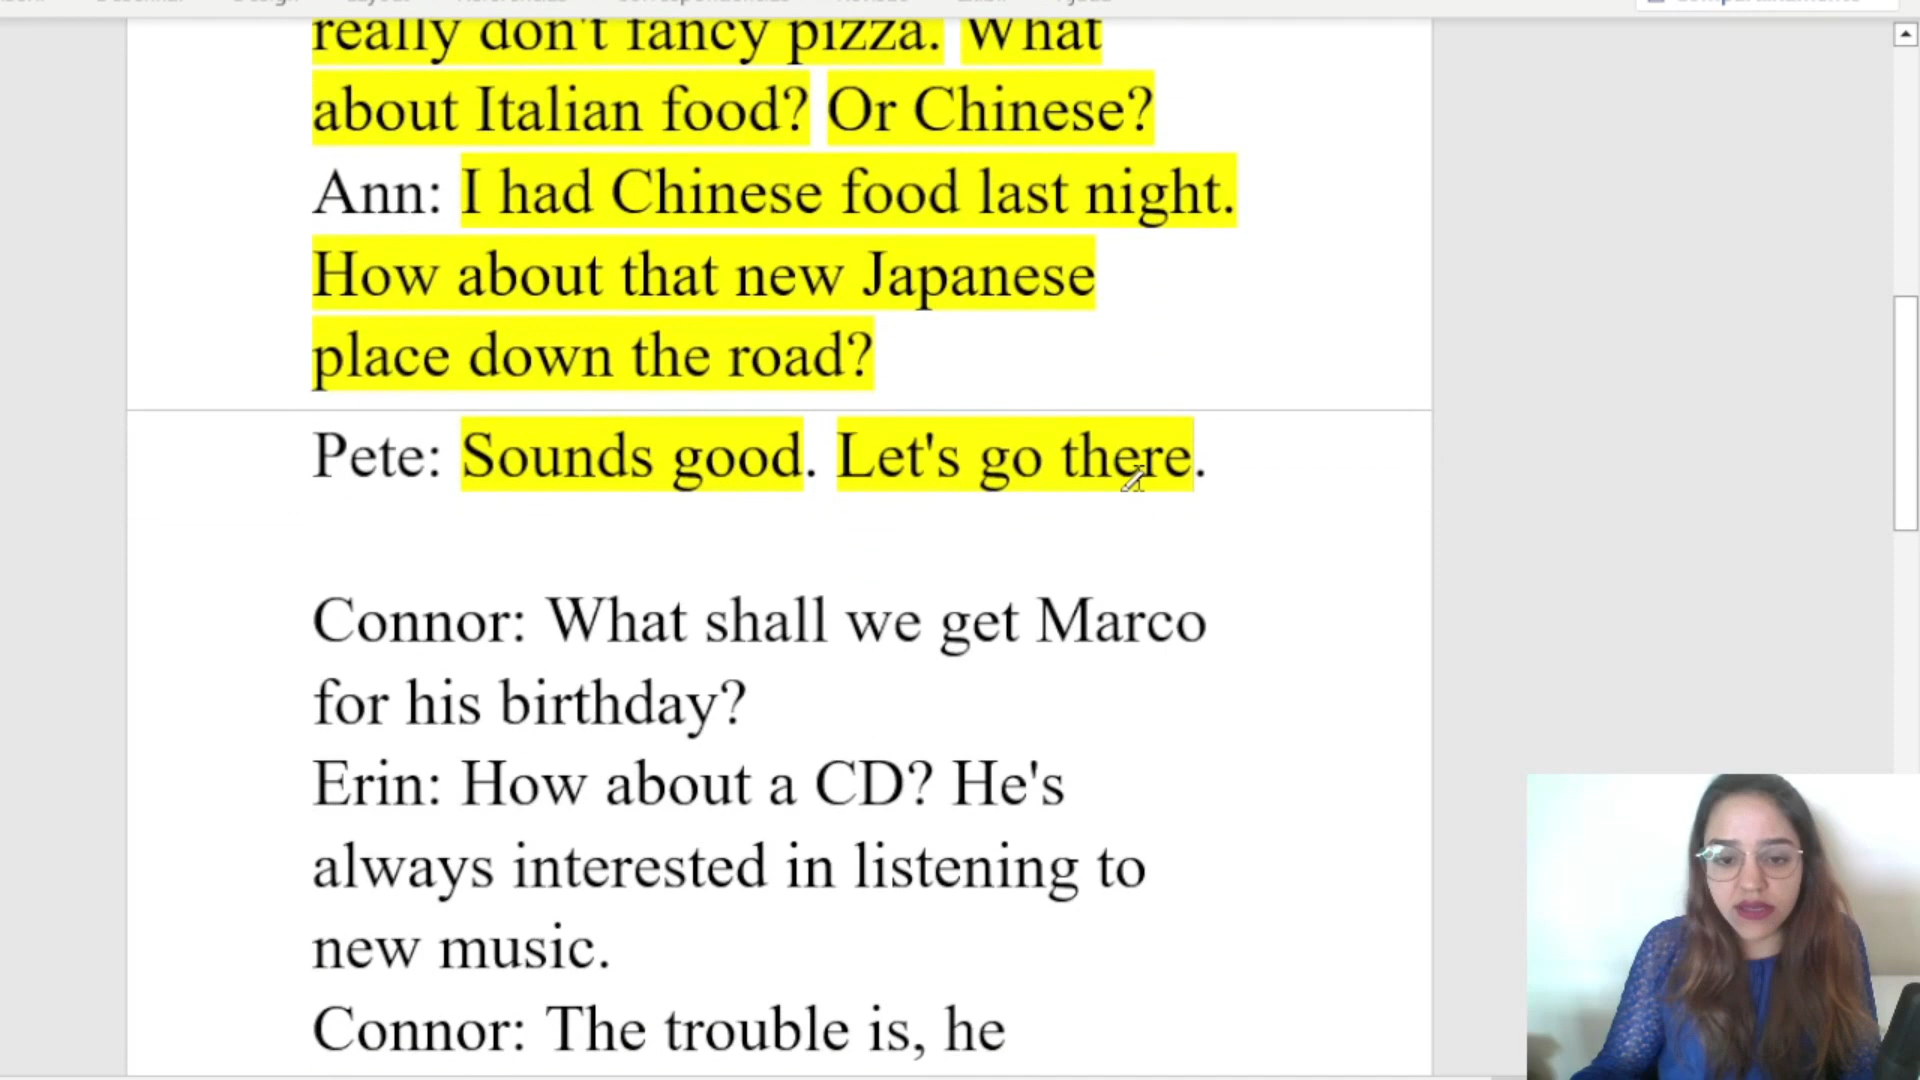 really don't fancy pizza. What
about Italian food? Or Chinese?
Ann: I had Chinese food last night.
How about that new Japanese
place down the road?
Pete: Sounds good. Let's go there.
Connor: What shall we get Marco
for his birthday?
Erin: How about a CD? He's
always interested in listening to
new music.
Connor: The trouble is, he